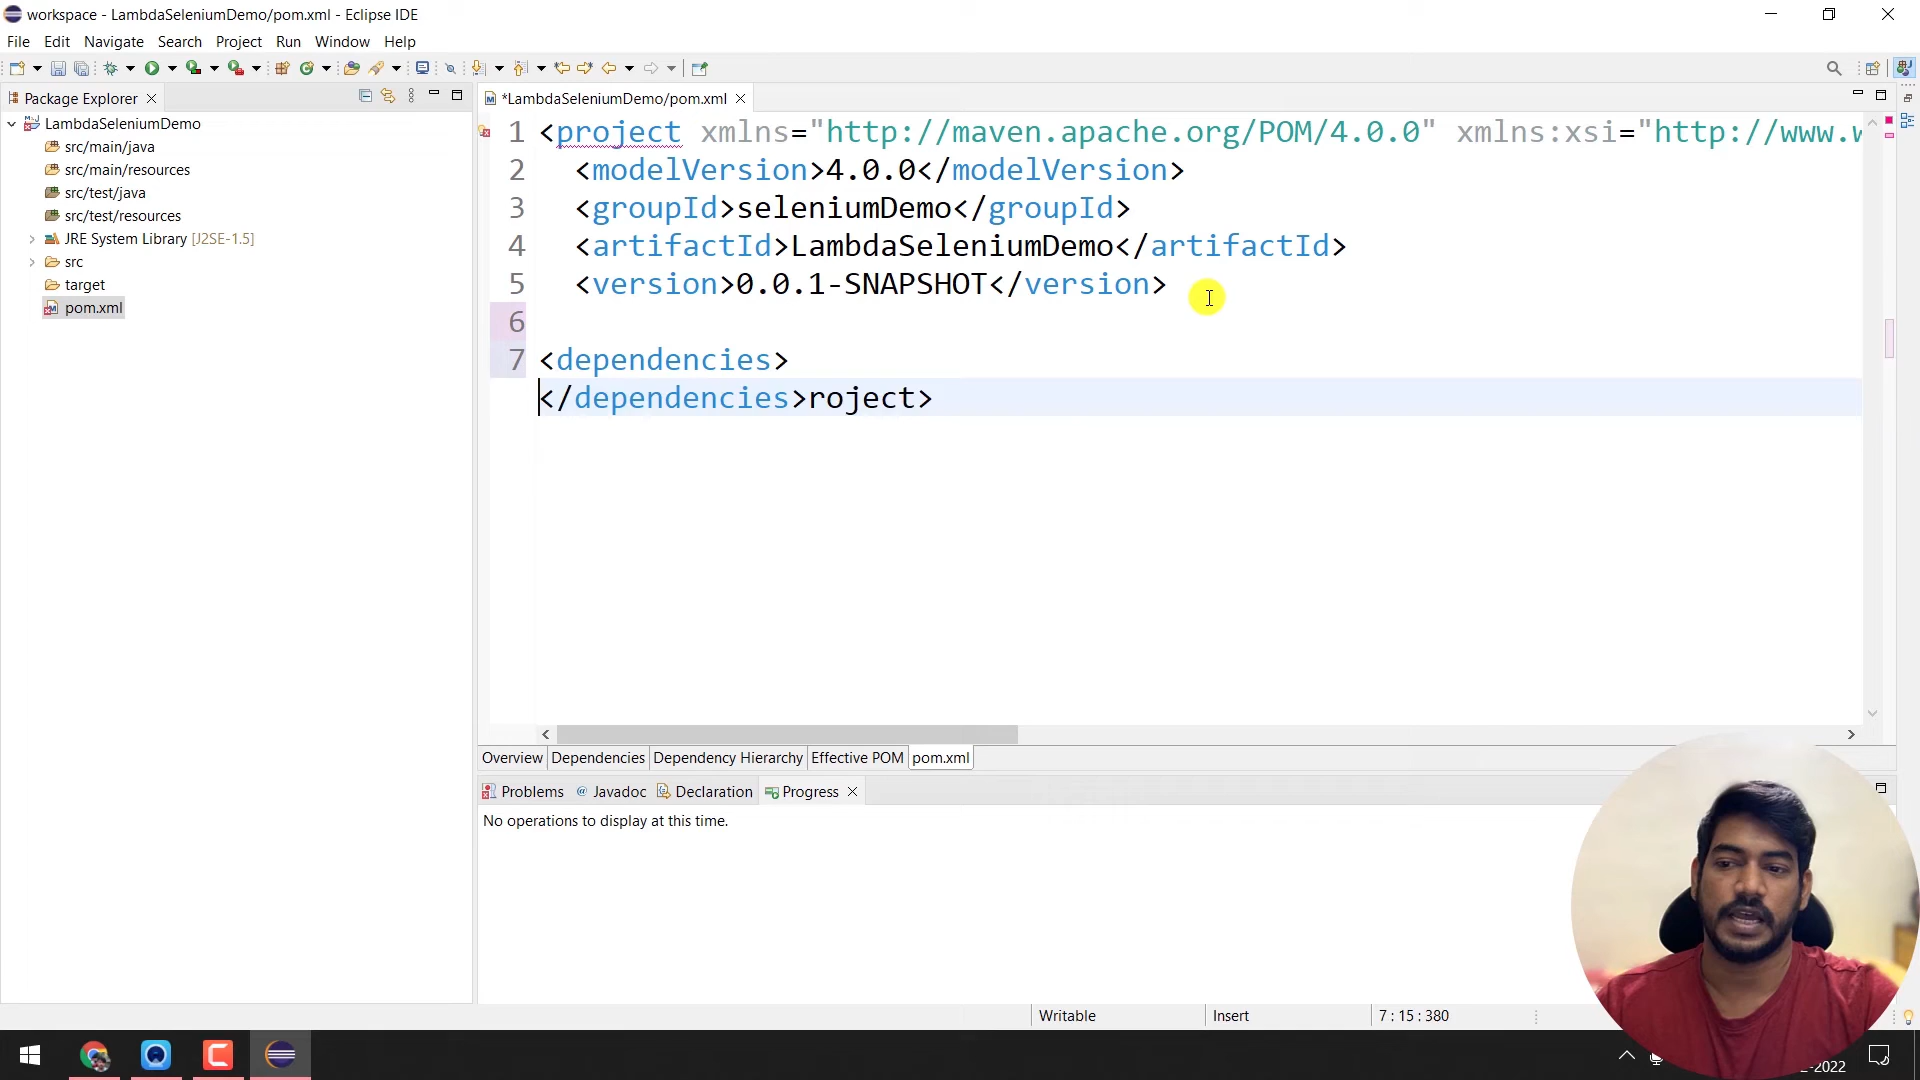 workspace - LambdaSeleniumDemo/pom.xml - Eclipse IDE
File Edit Navigate Search Project Run Window Help
Package Explorer
*LambdaSeleniumDemo/pom.xml
LambdaSeleniumDemo
src/main/java
src/main/resources
src/test/java
src/test/resources
JRE System Library [J2SE-1.5]
src
target
pom.xml
1 <project xmlns="http://maven.apache.org/POM/4.0.0" xmlns:xsi="http://www.w
2 <modelVersion>4.0.0</modelVersion>
3 <groupId>seleniumDemo</groupId>
4 <artifactId>LambdaSeleniumDemo</artifactId>
5 <version>0.0.1-SNAPSHOT</version>
6
7 <dependencies>
</dependencies>roject>
Overview Dependencies Dependency Hierarchy Effective POM pom.xml
Problems @ Javadoc Declaration Progress
No operations to display at this time.
Writable Insert 7 : 15 : 380
-2022